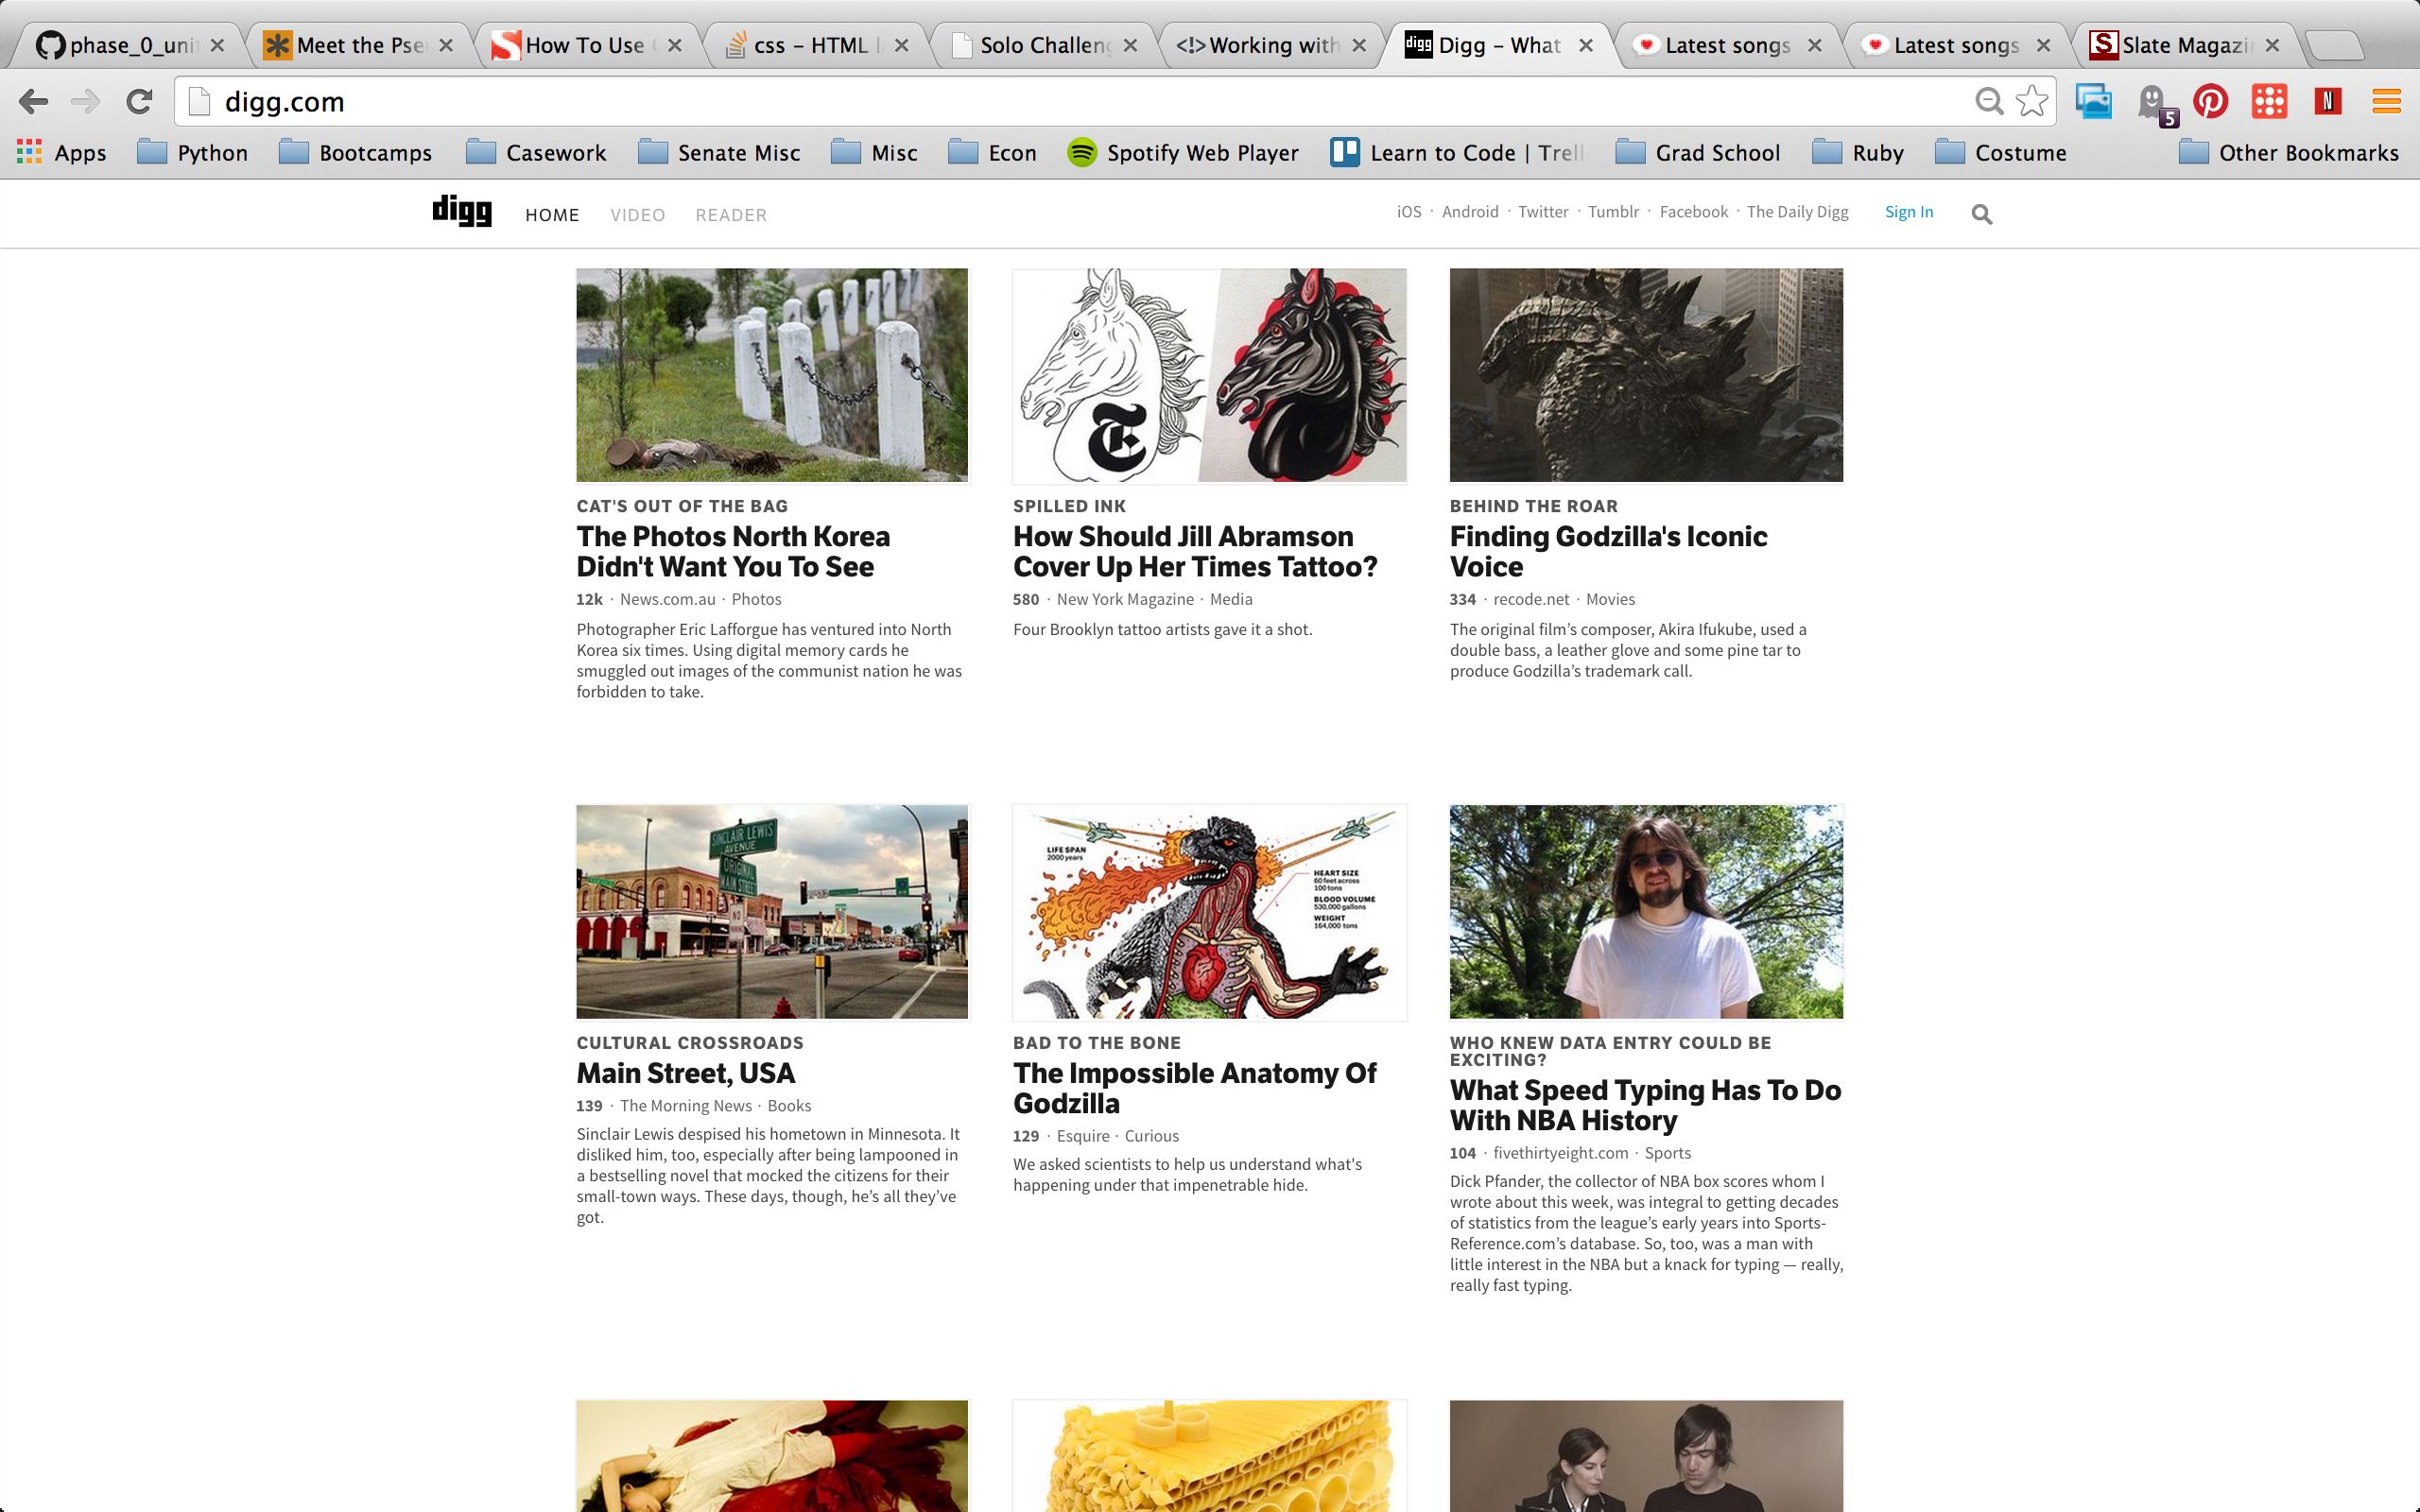 phase_0_uni
Meet the Pse
How To Use
css – HTML
Solo Challen
<!> Working with
digg Digg – What
Latest songs
Latest songs
S Slate Magazi
digg.com
5
N
Apps
Python
Bootcamps
Casework
Senate Misc
Misc
Econ
Spotify Web Player
Learn to Code | Trell
Grad School
Ruby
Costume
Other Bookmarks
digg HOME VIDEO READER
iOS · Android · Twitter · Tumblr · Facebook · The Daily Digg Sign In
CAT'S OUT OF THE BAG
The Photos North Korea
Didn't Want You To See
12k · News.com.au · Photos
Photographer Eric Lafforgue has ventured into North
Korea six times. Using digital memory cards he
smuggled out images of the communist nation he was
forbidden to take.
SPILLED INK
How Should Jill Abramson
Cover Up Her Times Tattoo?
580 · New York Magazine · Media
Four Brooklyn tattoo artists gave it a shot.
BEHIND THE ROAR
Finding Godzilla's Iconic
Voice
334 · recode.net · Movies
The original film’s composer, Akira Ifukube, used a
double bass, a leather glove and some pine tar to
produce Godzilla’s trademark call.
SINCLAIR LEWIS
AVENUE
ORIGINAL
MAIN STREET
NO
CULTURAL CROSSROADS
Main Street, USA
139 · The Morning News · Books
Sinclair Lewis despised his hometown in Minnesota. It
disliked him, too, especially after being lampooned in
a bestselling novel that mocked the citizens for their
small-town ways. These days, though, he’s all they’ve
got.
LIFE SPAN
2000 years
HEART SIZE
60 feet across
100 tons
BLOOD VOLUME
530,000 gallons
WEIGHT
164,000 tons
BAD TO THE BONE
The Impossible Anatomy Of
Godzilla
129 · Esquire · Curious
We asked scientists to help us understand what's
happening under that impenetrable hide.
WHO KNEW DATA ENTRY COULD BE
EXCITING?
What Speed Typing Has To Do
With NBA History
104 · fivethirtyeight.com · Sports
Dick Pfander, the collector of NBA box scores whom I
wrote about this week, was integral to getting decades
of statistics from the league’s early years into Sports-
Reference.com’s database. So, too, was a man with
little interest in the NBA but a knack for typing — really,
really fast typing.